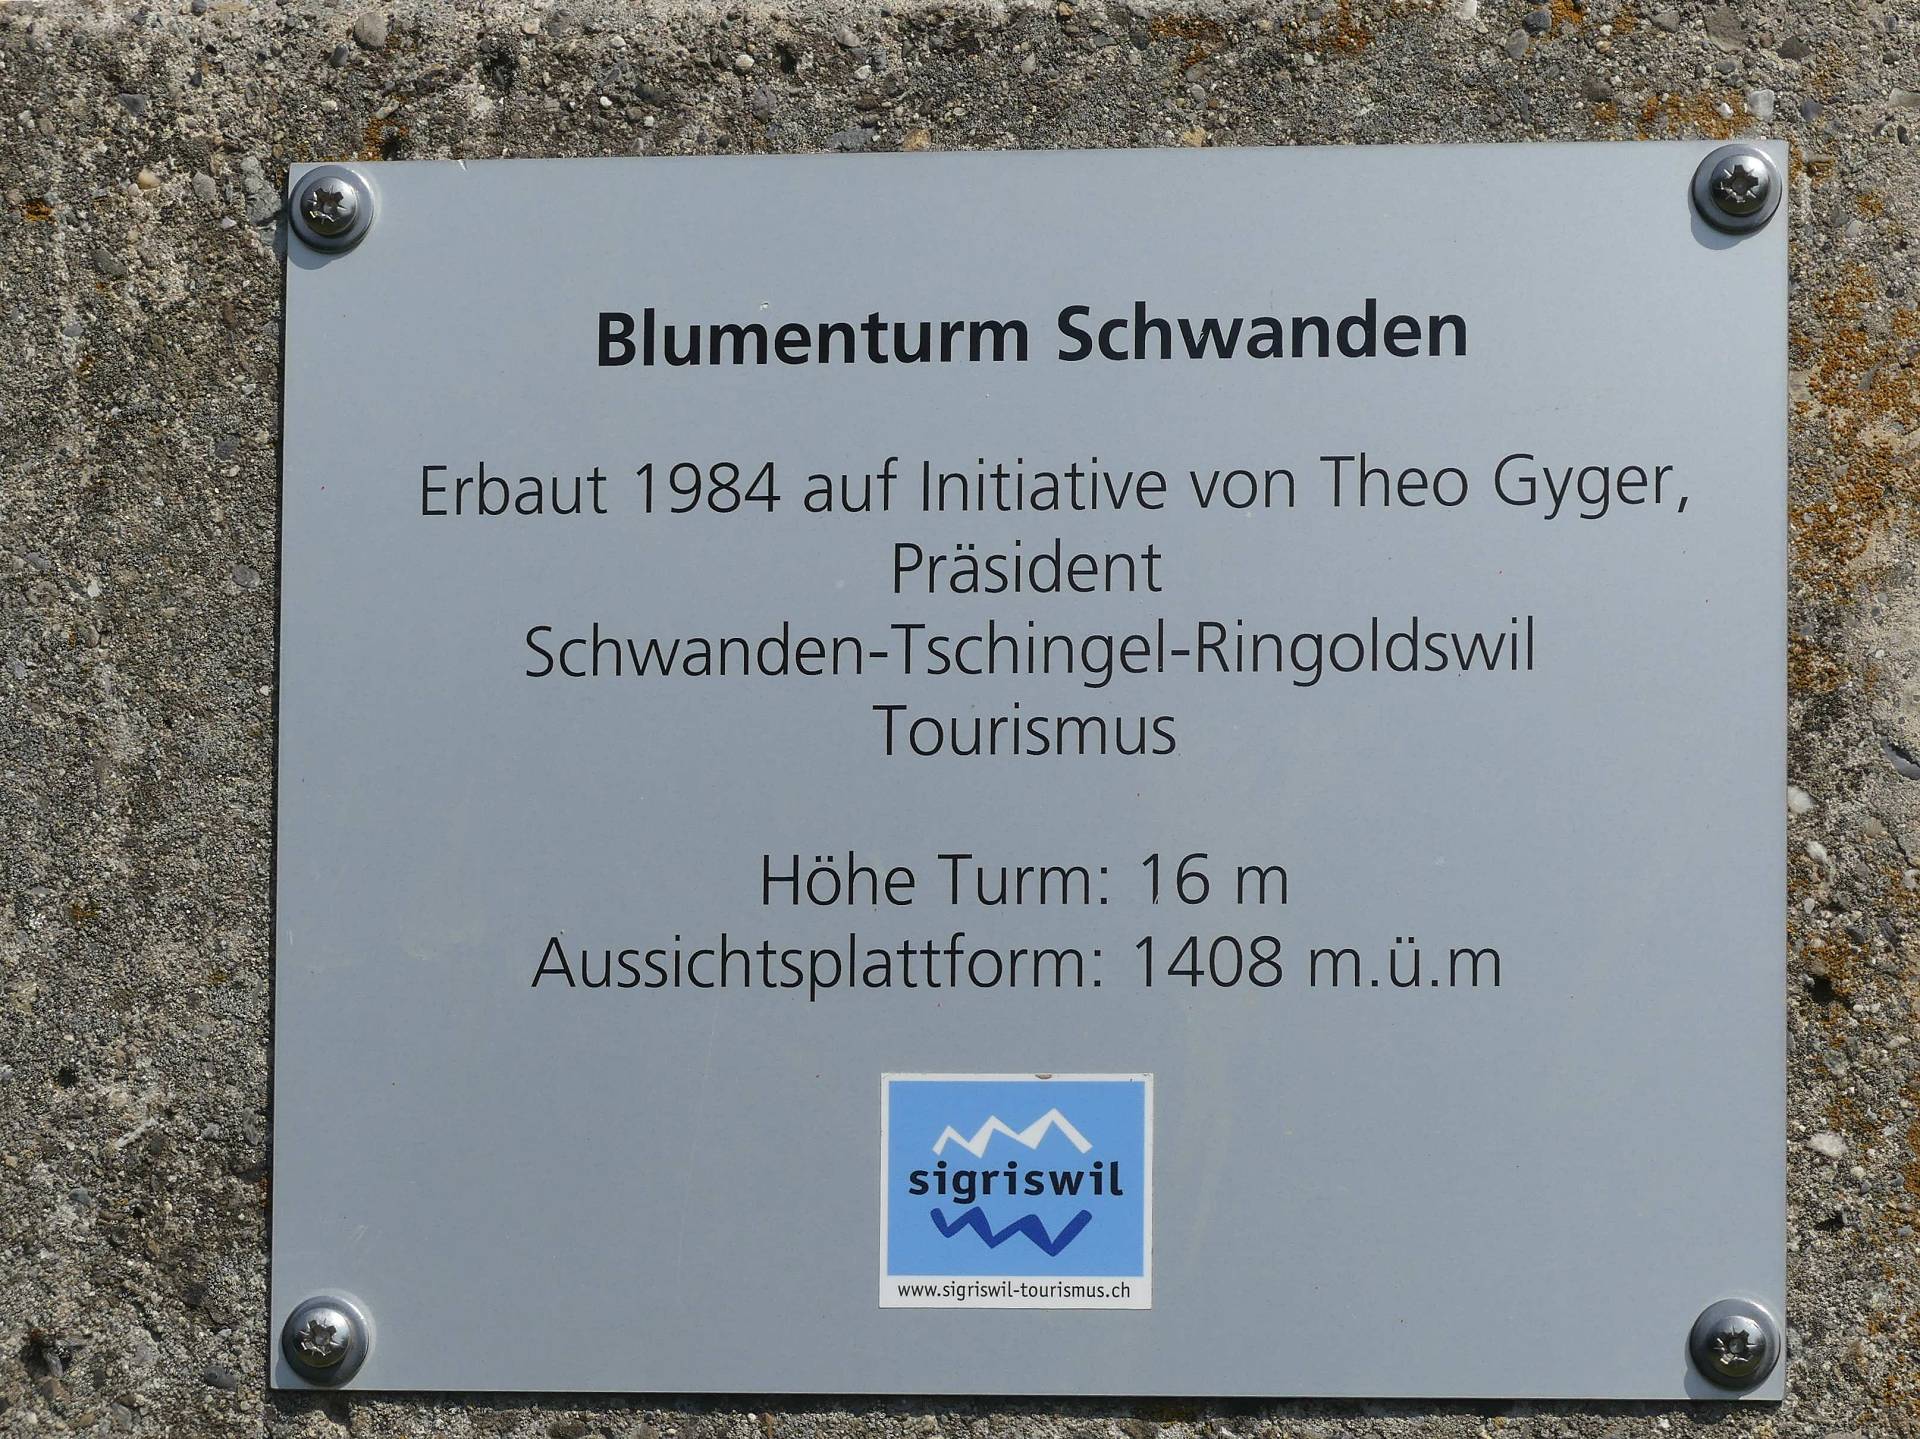 Blumenturm Schwanden
Erbaut 1984 auf Initiative von Theo Gyger,
Präsident
Schwanden-Tschingel-Ringoldswil
Tourismus
Höhe Turm: 16 m
Aussichtsplattform: 1408 m.ü.m
sigriswil
www.sigriswil-tourismus.ch